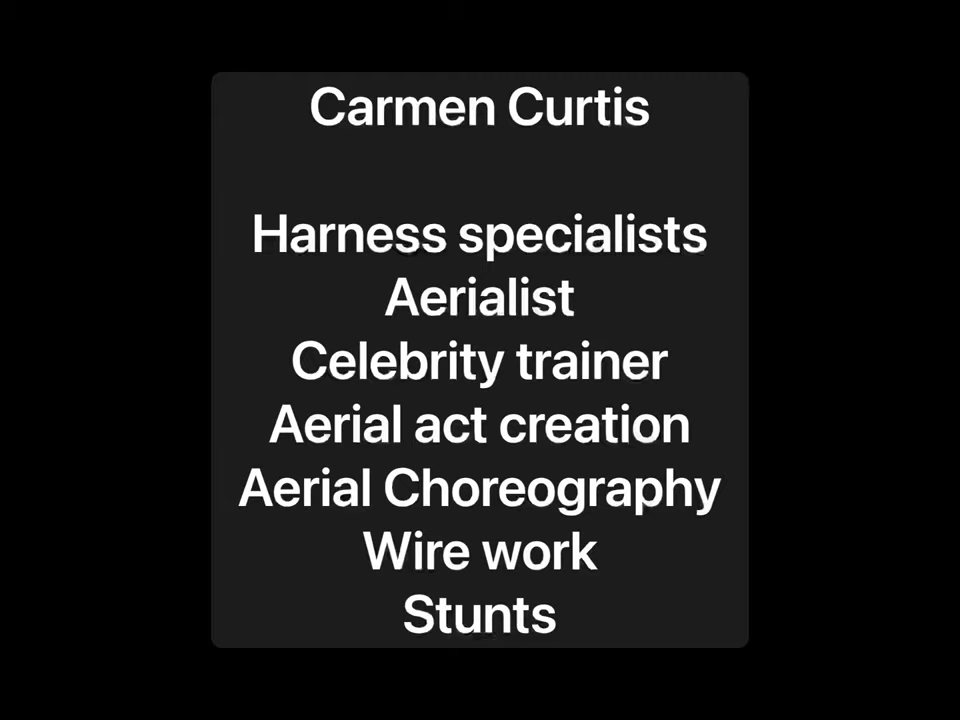 Carmen Curtis
Harness specialists
Aerialist
Celebrity trainer
Aerial act creation
Aerial Choreography
Wire work
Stunts